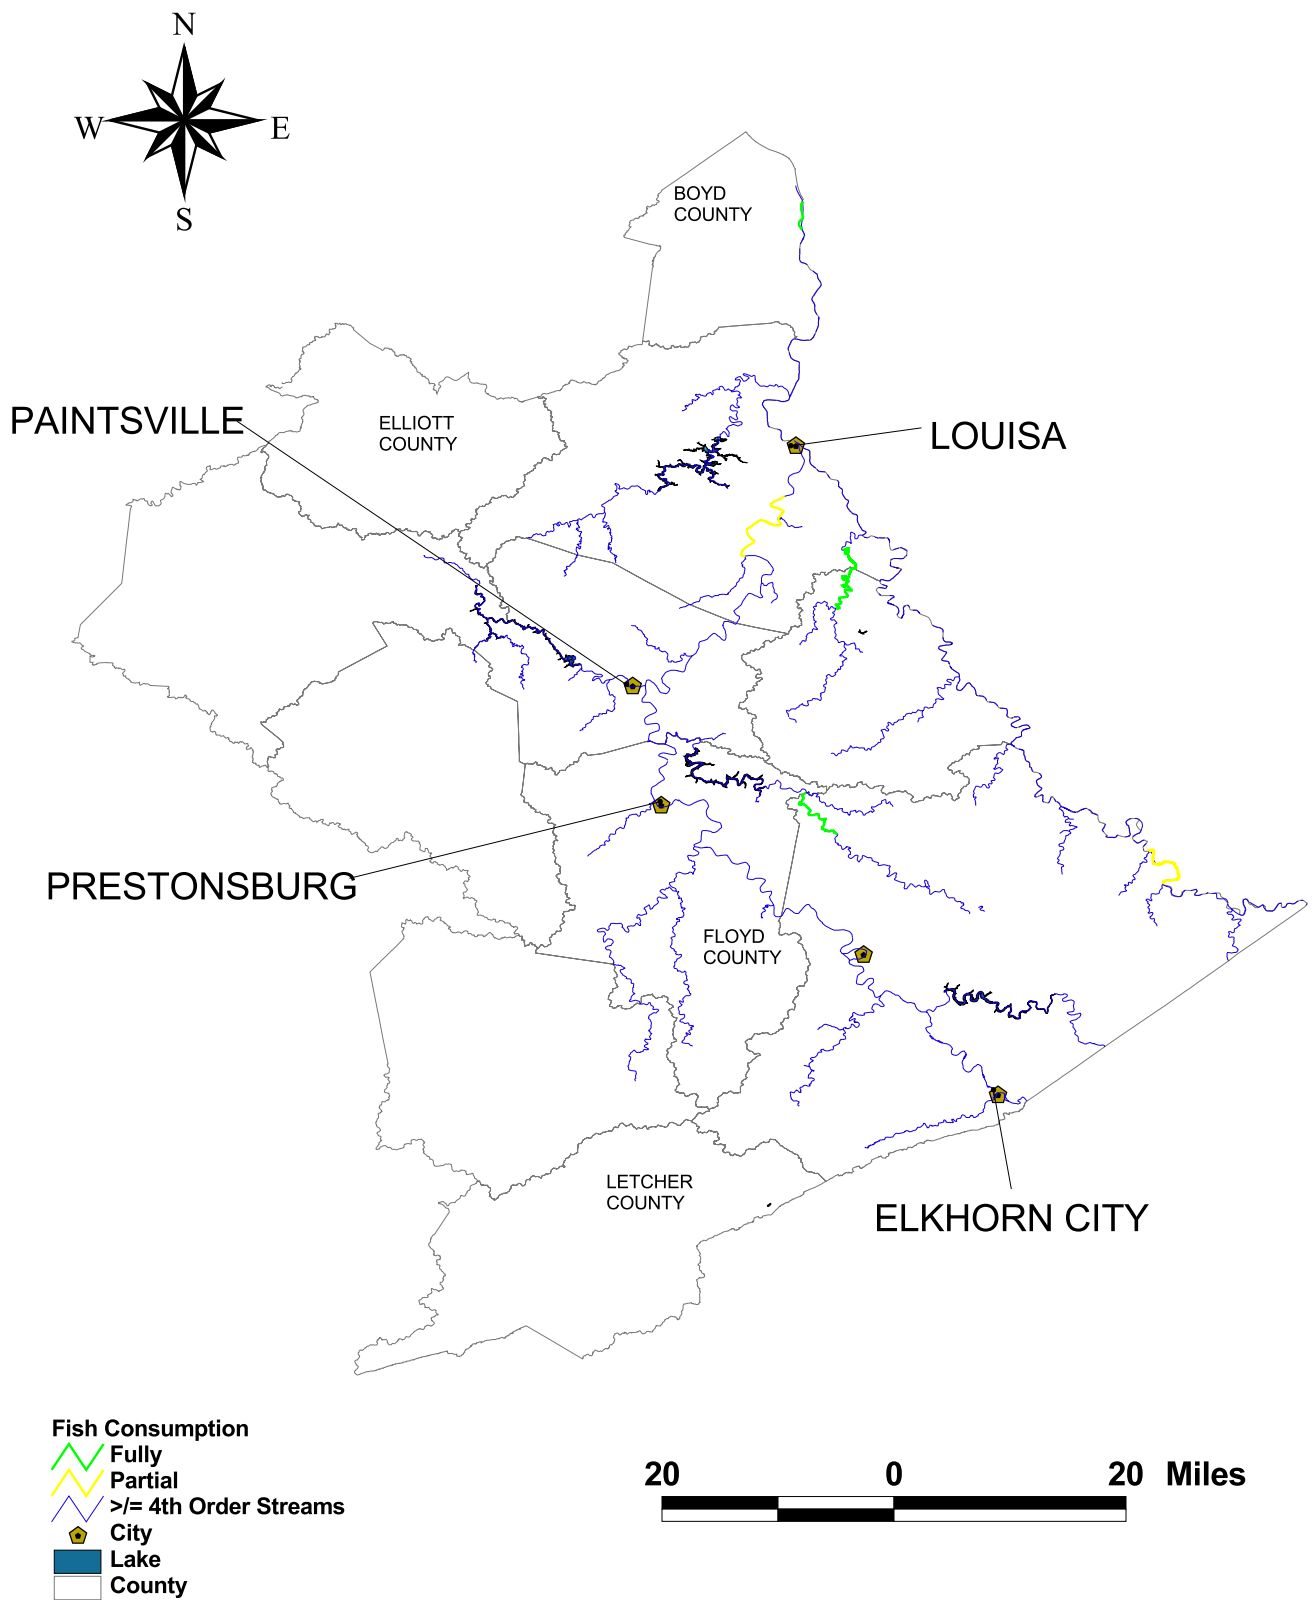 N
W
E
S
BOYD
COUNTY
PAINTSVILLE
ELLIOTT
COUNTY
LOUISA
PRESTONSBURG
FLOYD
COUNTY
LETCHER
COUNTY
ELKHORN CITY
Fish Consumption
Fully
Partial
>/= 4th Order Streams
City
Lake
County
20 0 20 Miles